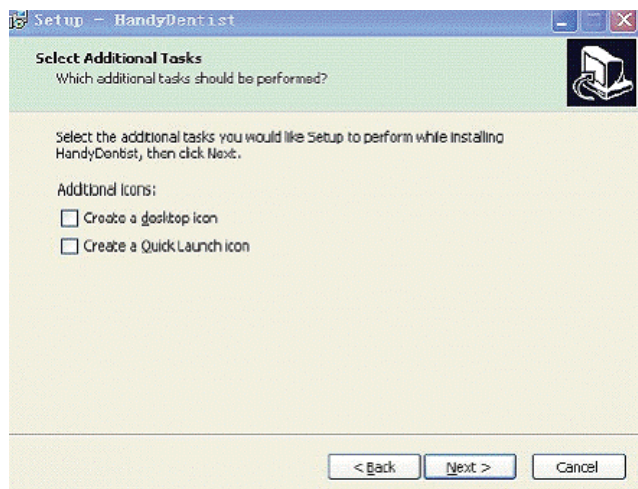 Setup - HandyDentist
Select Additional Tasks
Which additional tasks should be performed?
Select the additional tasks you would like Setup to perform while installing
HandyDentist, then click Next.
Additional icons:
Create a desktop icon
Create a Quick Launch icon
< Back
Next >
Cancel